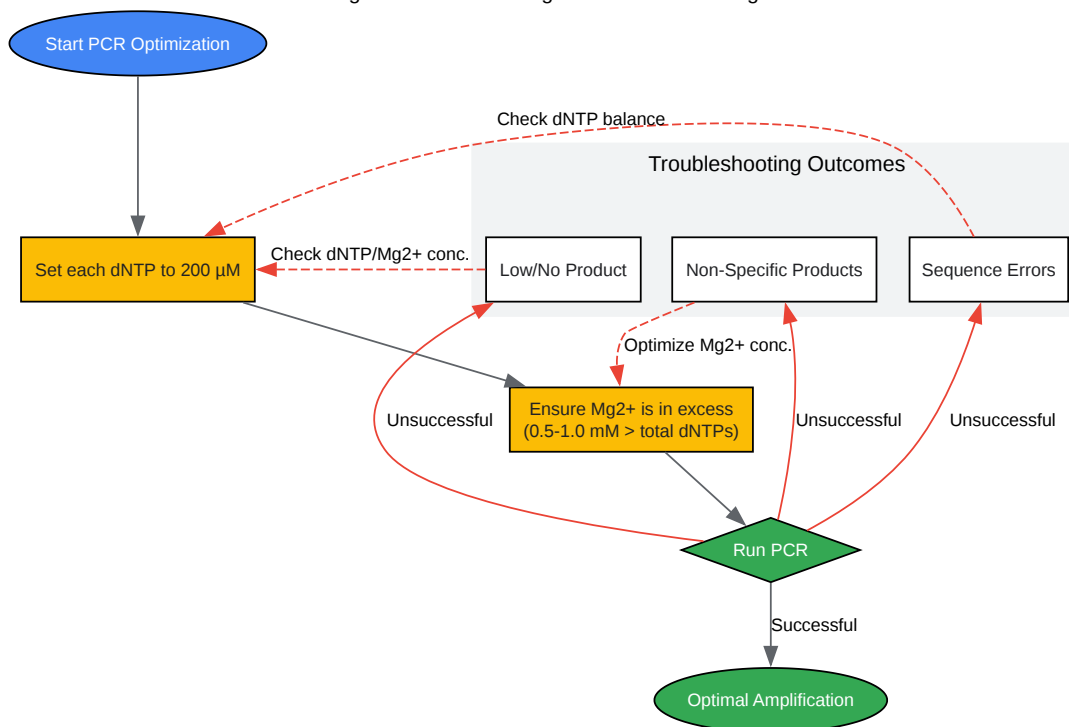 Start PCR Optimization
Check dNTP balance
Troubleshooting Outcomes
Set each dNTP to 200 µM
Check dNTP/Mg2+ conc.
Low/No Product
Non-Specific Products
Sequence Errors
Optimize Mg2+ conc.
Unsuccessful
Ensure Mg2+ is in excess
(0.5-1.0 mM > total dNTPs)
Unsuccessful
Unsuccessful
Run PCR
Successful
Optimal Amplification